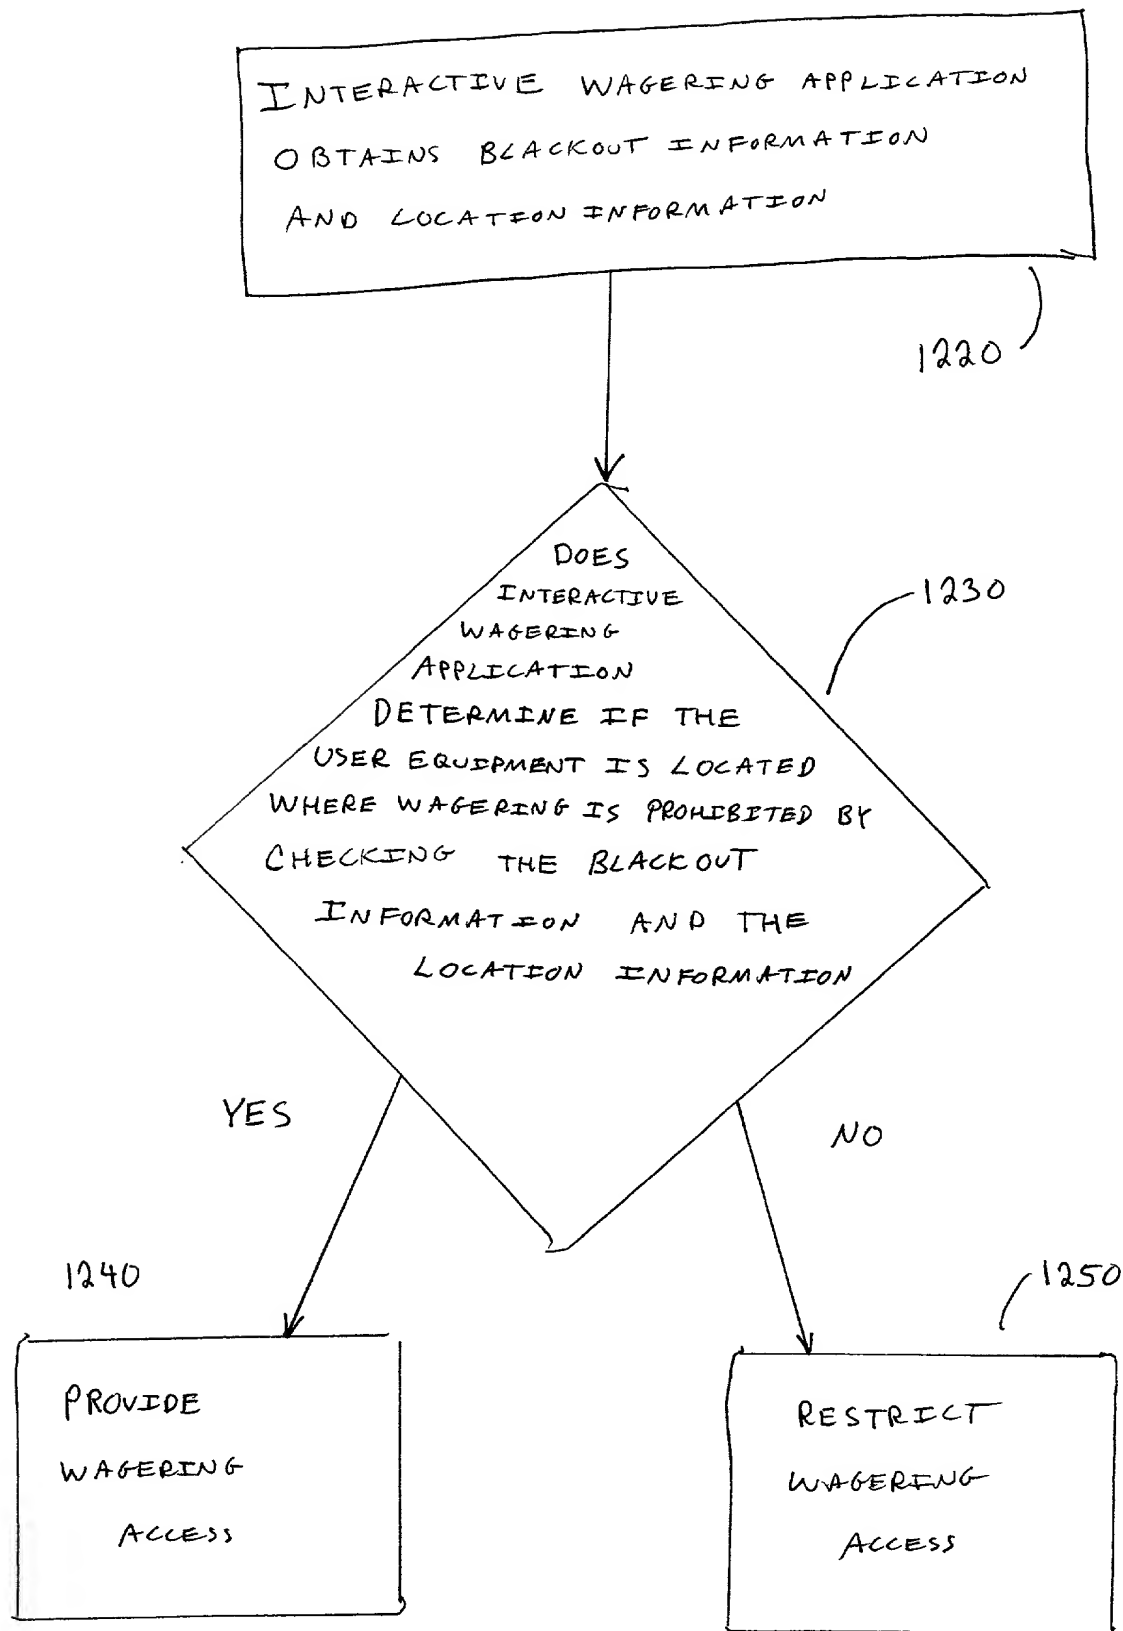 INTERACTIVE WAGERING APPLICATION
OBTAINS BLACKOUT INFORMATION
AND LOCATION INFORMATION
1220
DOES
INTERACTIVE
WAGERING
APPLICATION
DETERMINE IF THE
USER EQUIPMENT IS LOCATED
WHERE WAGERING IS PROHIBITED BY
CHECKING THE BLACKOUT
INFORMATION AND THE
LOCATION INFORMATION
1230
YES
NO
1240
PROVIDE
WAGERING
ACCESS
1250
RESTRICT
WAGERING
ACCESS